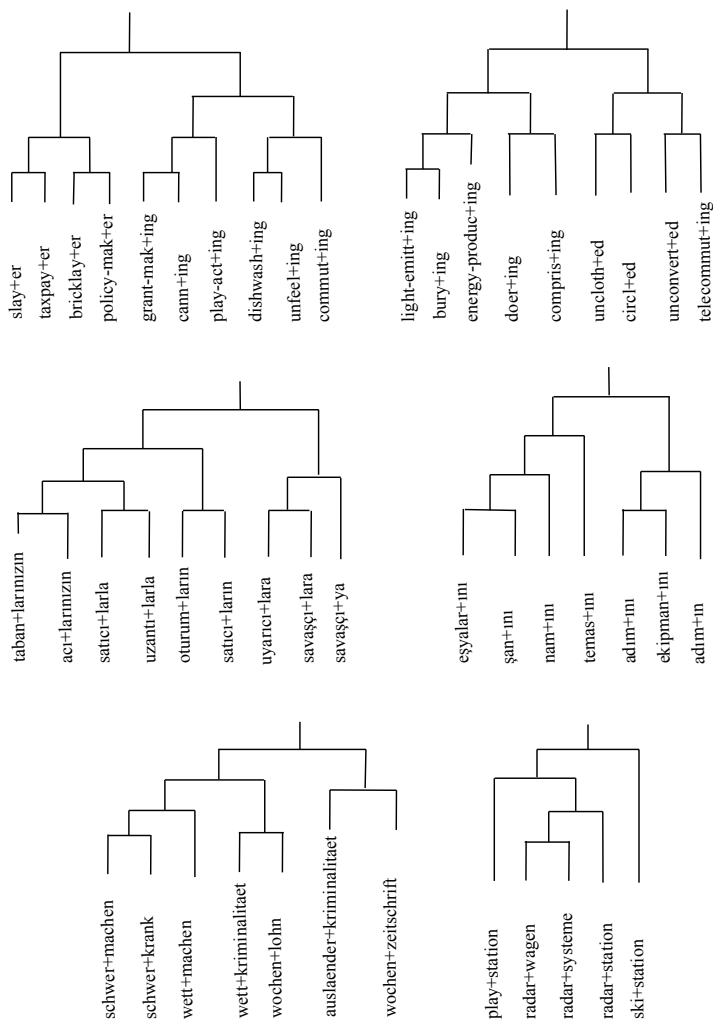 slay+er
taxpay+er
bricklay+er
policy-mak+er
grant-mak+ing
cann+ing
play-act+ing
dishwash+ing
unfeel+ing
commut+ing
light-emitt+ing
bury+ing
energy-produc+ing
doer+ing
compris+ing
uncloth+ed
circl+ed
unconvert+ed
telecommut+ing
taban+larınızın
acı+larınızın
satıcı+larla
uzantı+larla
oturum+ların
satıcı+ların
uyarıcı+lara
savaşçı+lara
savaşçı+ya
eşyalar+ını
şan+ını
nam+ını
temas+ını
adım+ını
ekipman+ını
adım+ın
schwer+machen
schwer+krank
wett+machen
wett+kriminalitaet
wochen+lohn
auslaender+kriminalitaet
wochen+zeitschrift
play+station
radar+wagen
radar+systeme
radar+station
ski+station